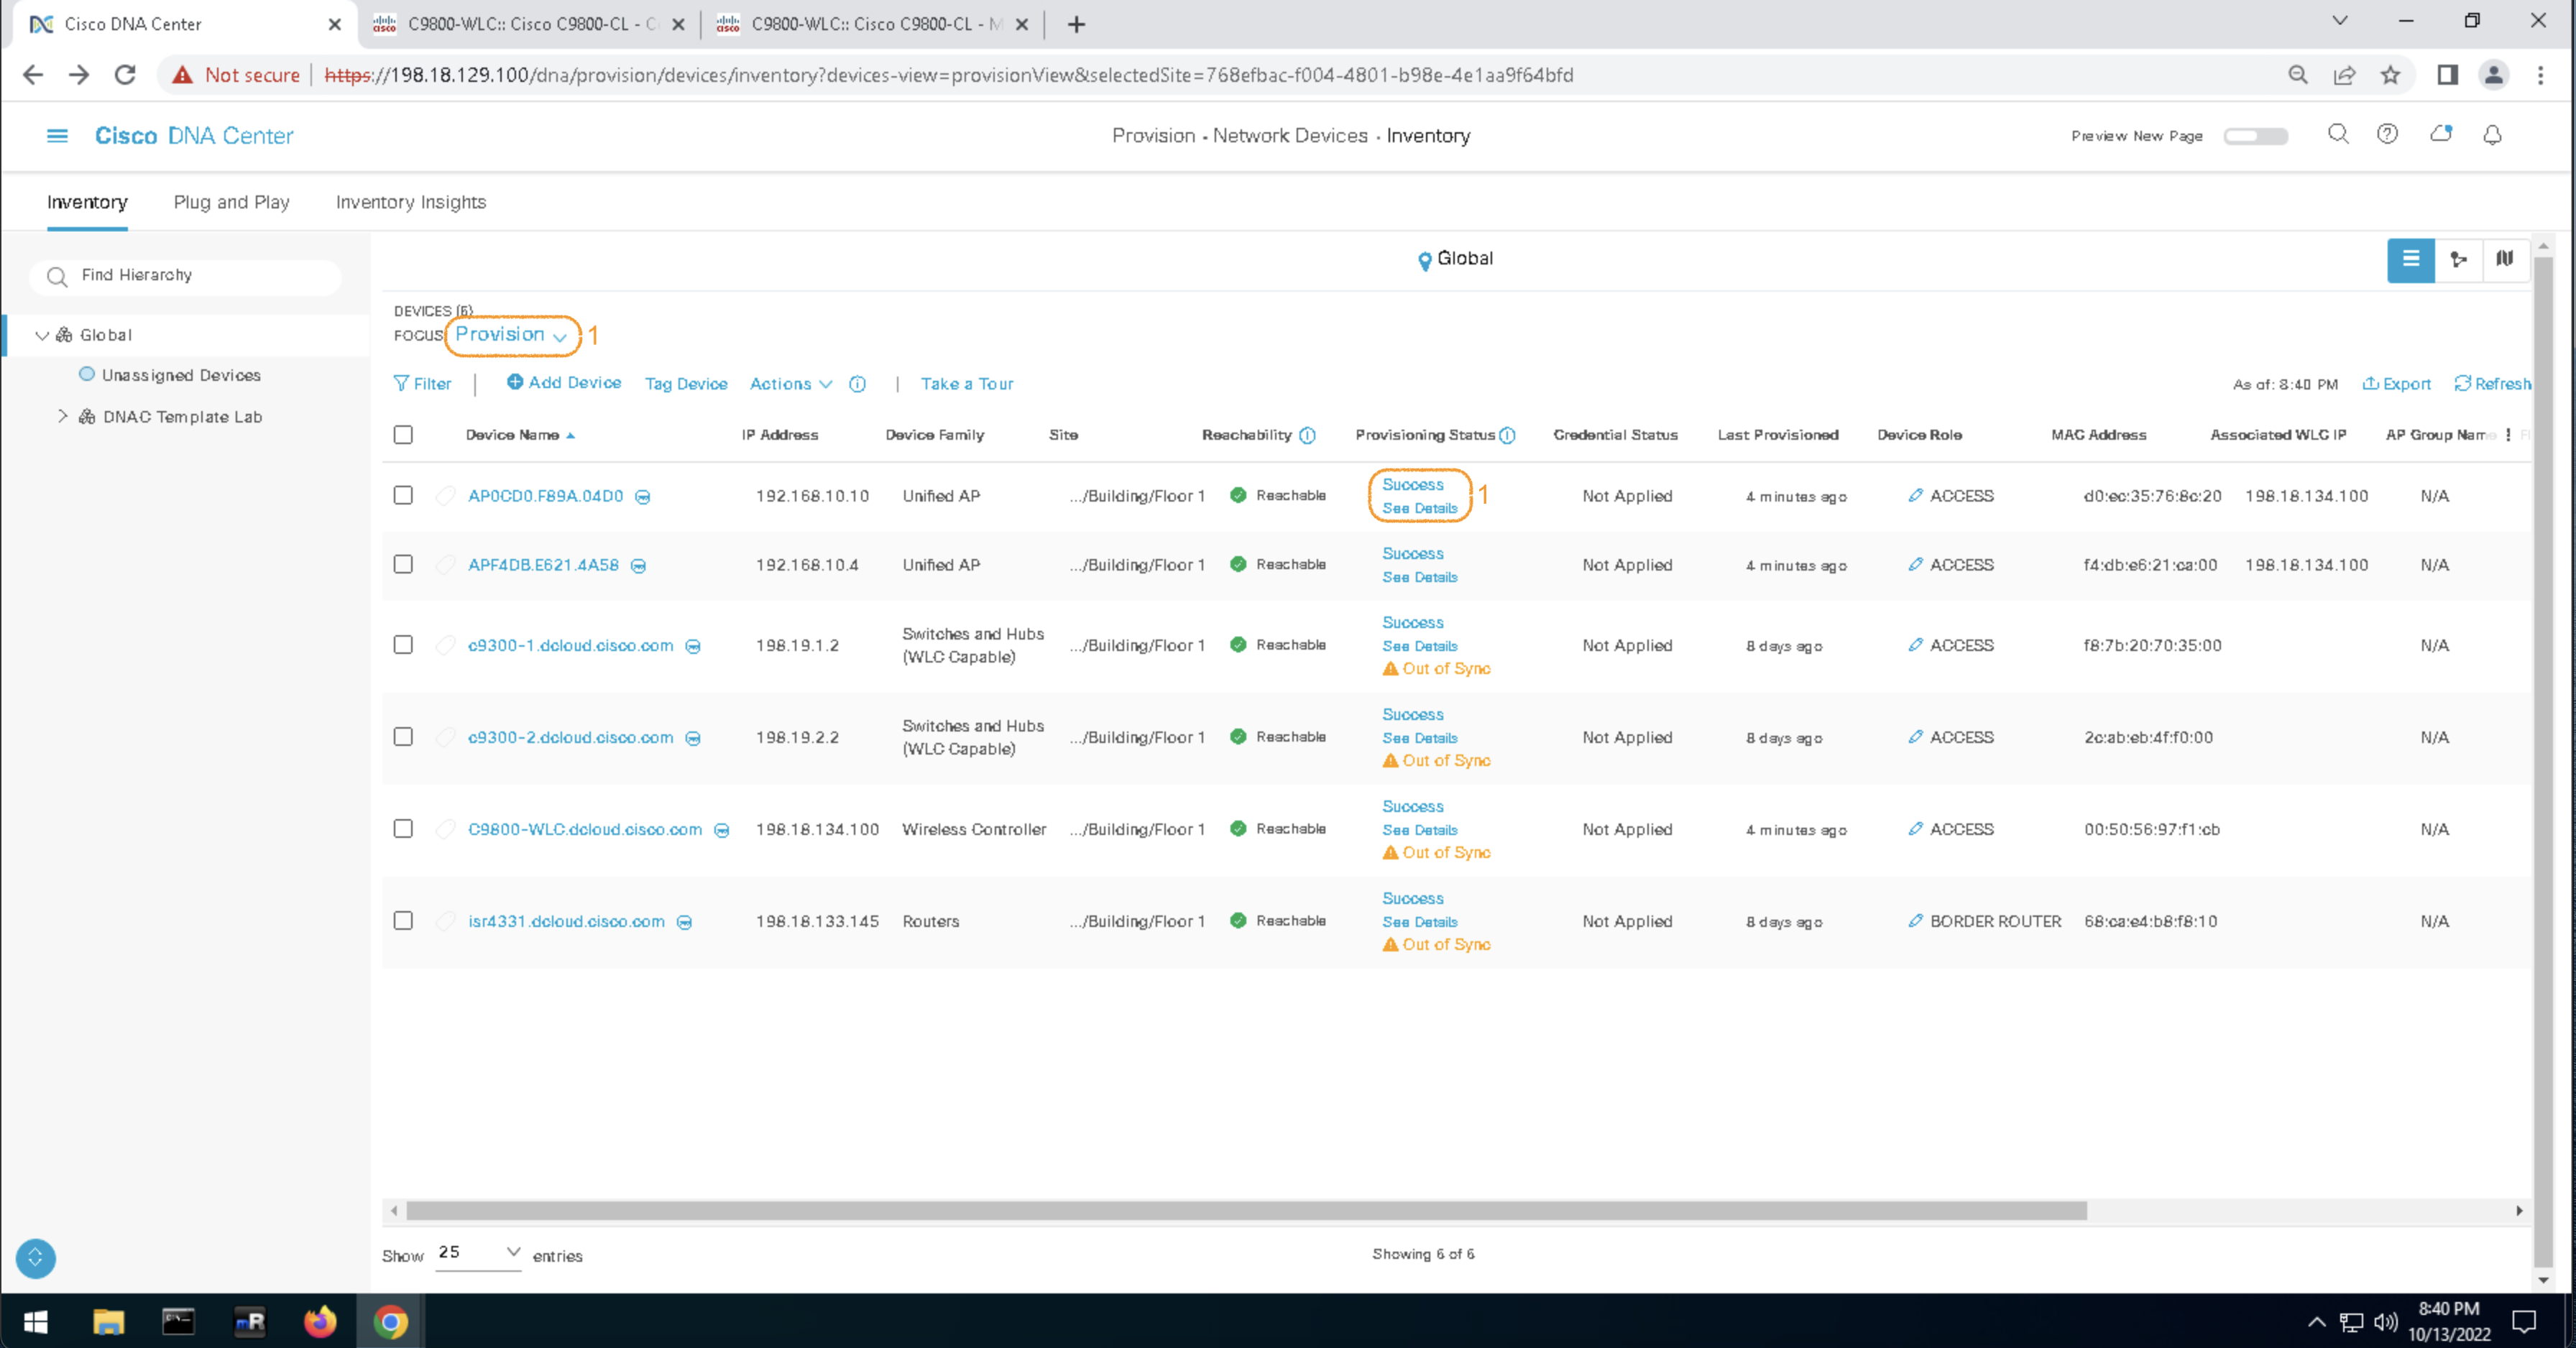 Cisco DNA Center
C9800-WLC:: Cisco C9800-CL - C
C9800-WLC:: Cisco C9800-CL - M
Not secure
https://198.18.129.100/dna/provision/devices/inventory?devices-view=provisionView&selectedSite=768efbac-f004-4801-b98e-4e1aa9f64bfd
Cisco DNA Center
Provision - Network Devices - Inventory
Preview New Page
Inventory Plug and Play Inventory Insights
Find Hierarchy
Global
Unassigned Devices
DNAC Template Lab
Global
DEVICES (6)
FOCUS: Provision 1
Filter | Add Device Tag Device Actions | Take a Tour
As of: 8:40 PM Export Refresh
Device Name IP Address Device Family Site Reachability Provisioning Status Credential Status Last Provisioned Device Role MAC Address Associated WLC IP AP Group Name
AP0CD0.F89A.04D0 192.168.10.10 Unified AP .../Building/Floor 1 Reachable Success Not Applied 4 minutes ago ACCESS d0:ec:35:76:8c:20 198.18.134.100 N/A
See Details
1
APF4DB.E621.4A58 192.168.10.4 Unified AP .../Building/Floor 1 Reachable Success Not Applied 4 minutes ago ACCESS f4:db:e6:21:ca:00 198.18.134.100 N/A
See Details
c9300-1.dcloud.cisco.com 198.19.1.2 Switches and Hubs .../Building/Floor 1 Reachable Success Not Applied 8 days ago ACCESS f8:7b:20:70:35:00 N/A
(WLC Capable) See Details
Out of Sync
c9300-2.dcloud.cisco.com 198.19.2.2 Switches and Hubs .../Building/Floor 1 Reachable Success Not Applied 8 days ago ACCESS 2c:ab:eb:4f:f0:00 N/A
(WLC Capable) See Details
Out of Sync
C9800-WLC.dcloud.cisco.com 198.18.134.100 Wireless Controller .../Building/Floor 1 Reachable Success Not Applied 4 minutes ago ACCESS 00:50:56:97:f1:cb N/A
See Details
Out of Sync
isr4331.dcloud.cisco.com 198.18.133.145 Routers .../Building/Floor 1 Reachable Success Not Applied 8 days ago BORDER ROUTER 68:ca:e4:b8:f8:10 N/A
See Details
Out of Sync
Show 25 entries
Showing 6 of 6
mR
8:40 PM
10/13/2022